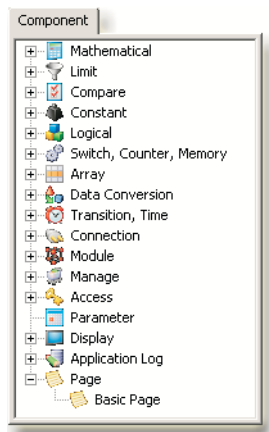 Component
Mathematical
Limit
Compare
Constant
Logical
Switch, Counter, Memory
Array
Data Conversion
Transition, Time
Connection
Module
Manage
Access
Parameter
Display
Application Log
Page
Basic Page